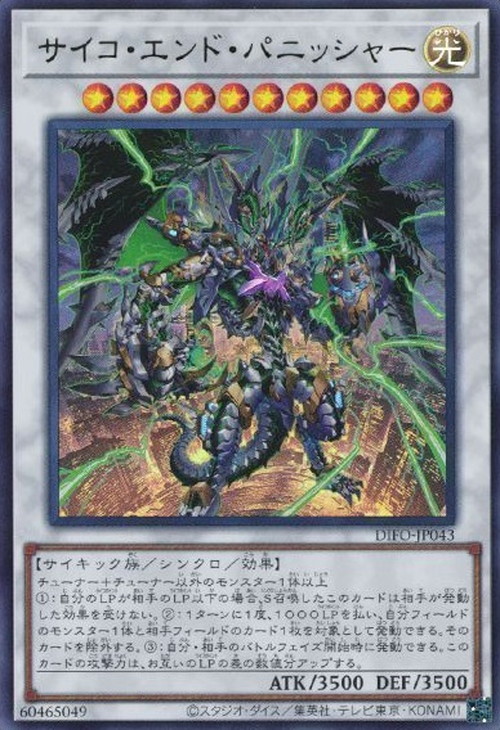 サイコ・エンド・パニッシャー
光
DIFO-JP043
【サイキック族／シンクロ／効果】
チューナー＋チューナー以外のモンスター1体以上
①：自分のLPが相手のLP以下の場合、S召喚したこのカードは相手が発動
した効果を受けない。②：1ターンに1度、1000LPを払い、自分フィールド
のモンスター1体と相手フィールドのカード1枚を対象として発動できる。その
カードを除外する。③：自分・相手のバトルフェイズ開始時に発動できる。この
カードの攻撃力は、お互いのLPの差の数値分アップする。
ATK/3500 DEF/3500
60465049
©スタジオ・ダイス／集英社・テレビ東京・KONAMI